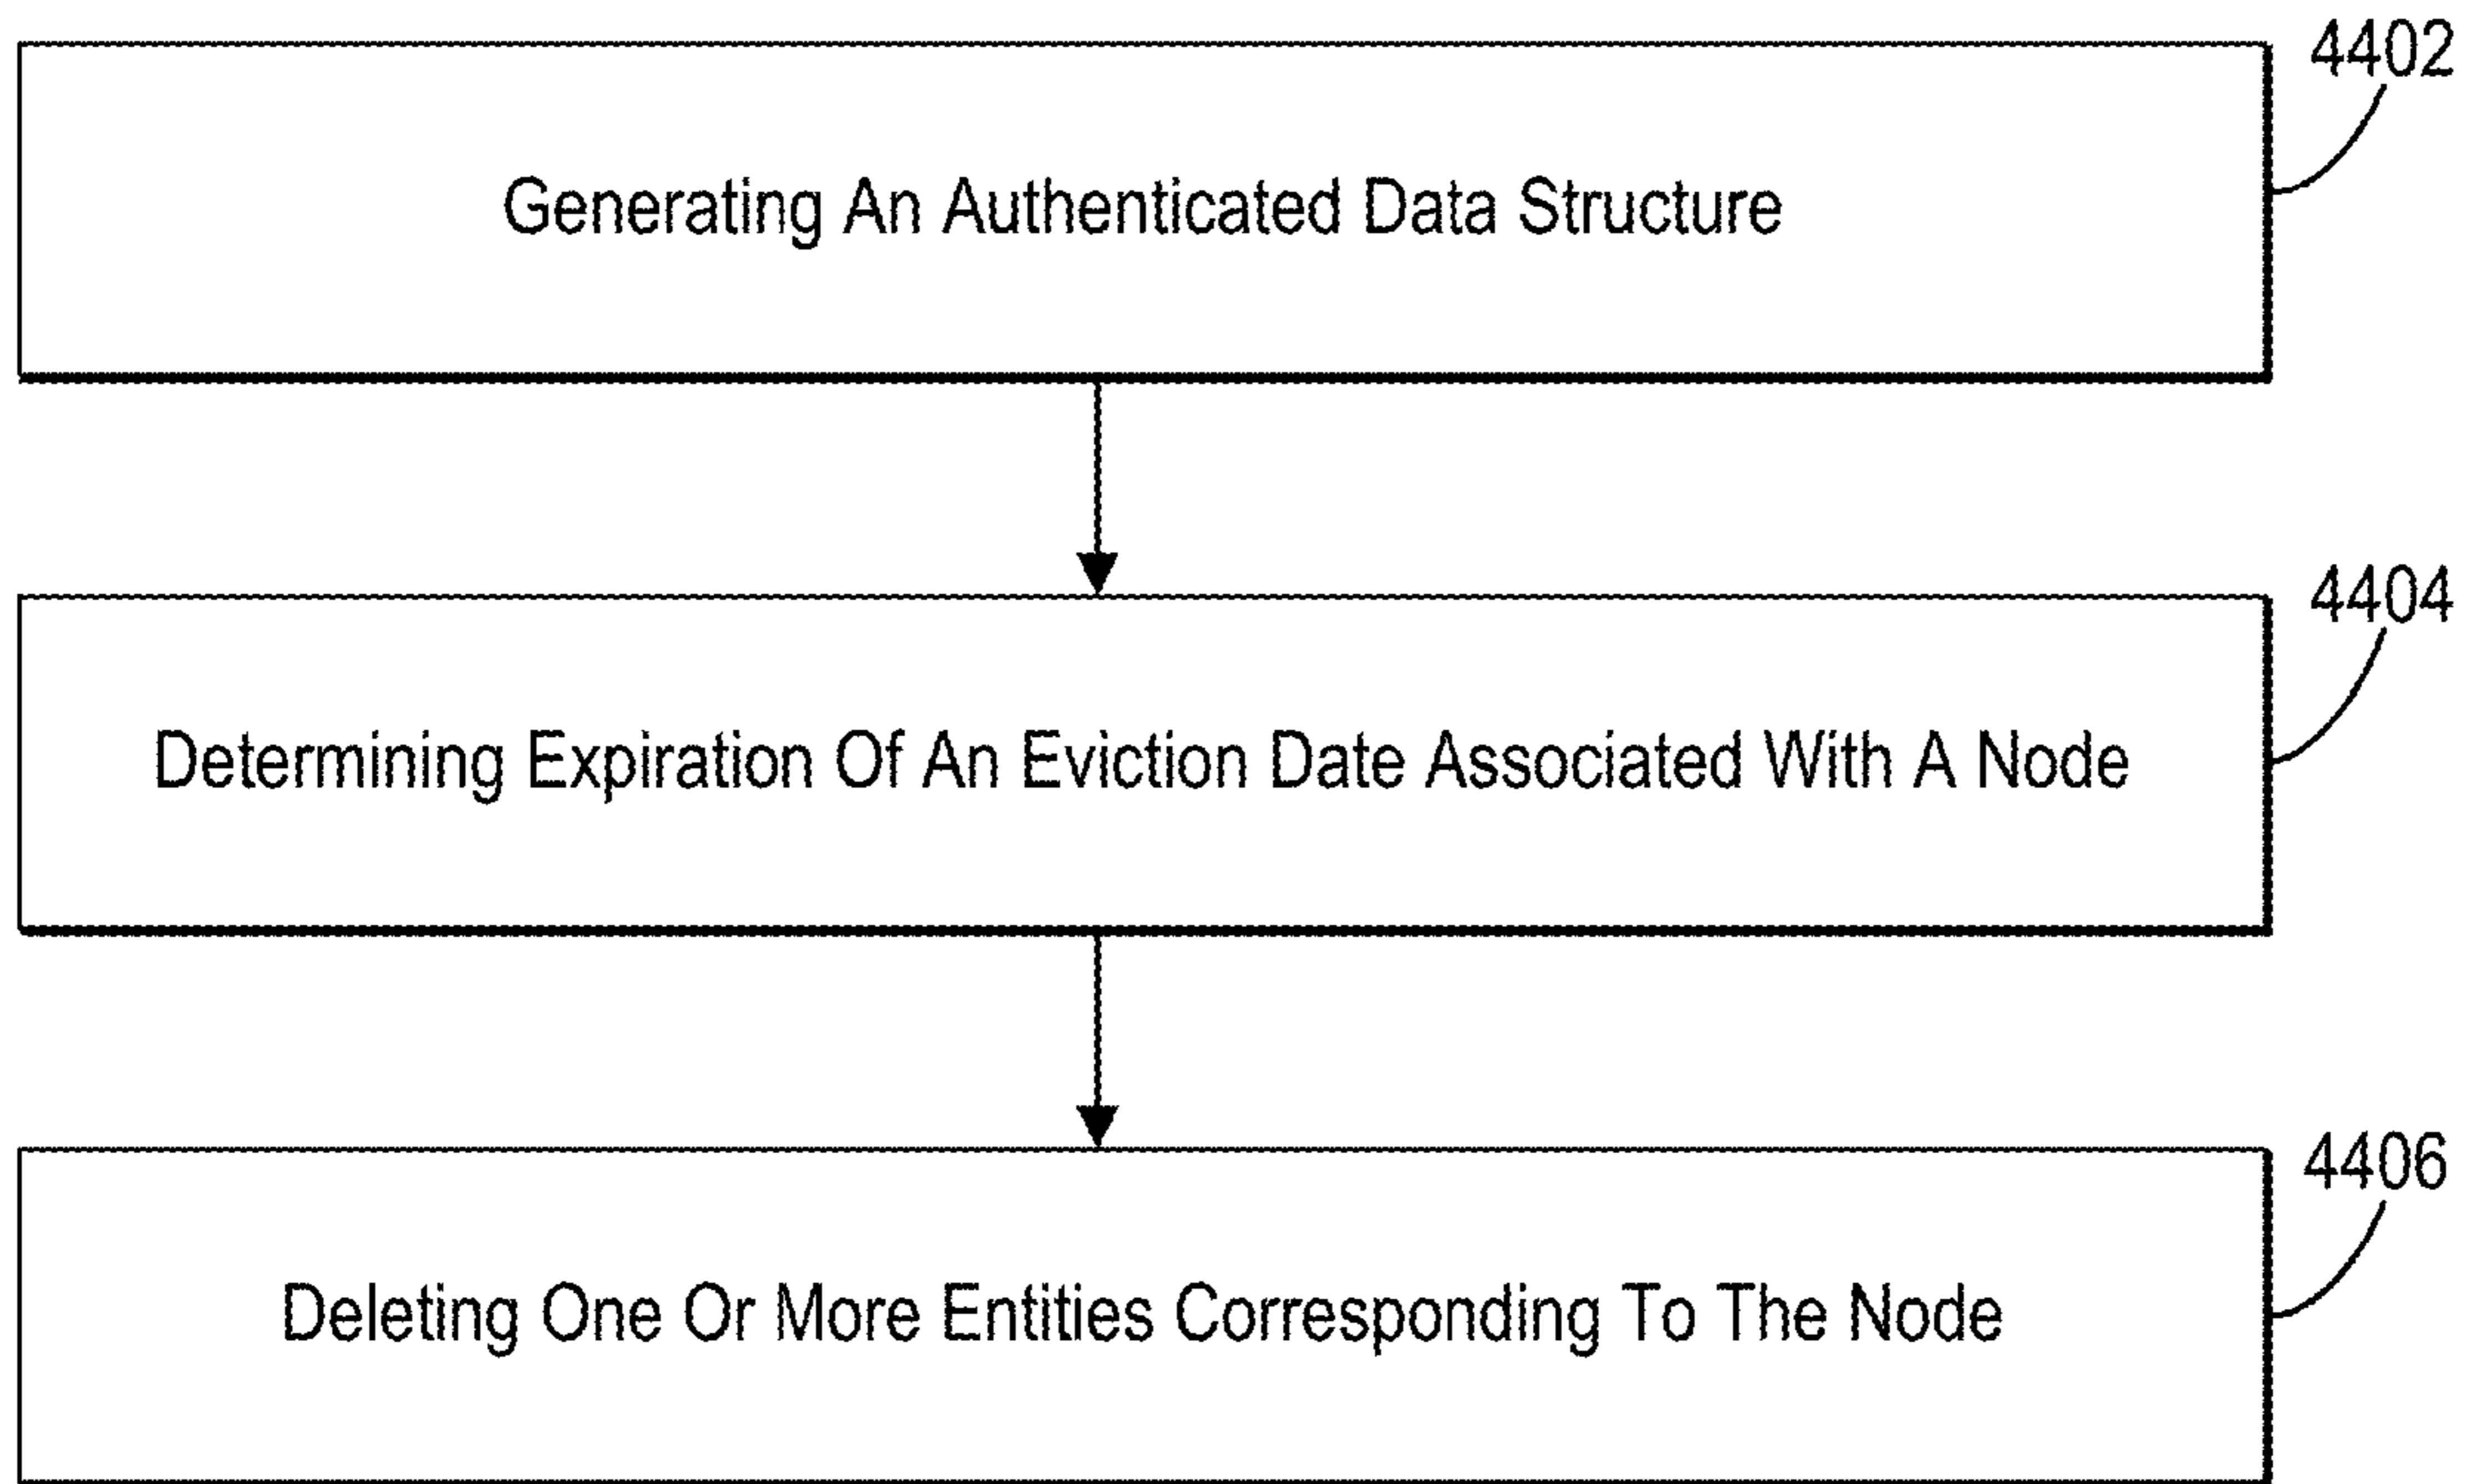 4402
Generating An Authenticated Data Structure
4404
Determining Expiration Of An Eviction Date Associated With A Node
4406
Deleting One Or More Entities Corresponding To The Node